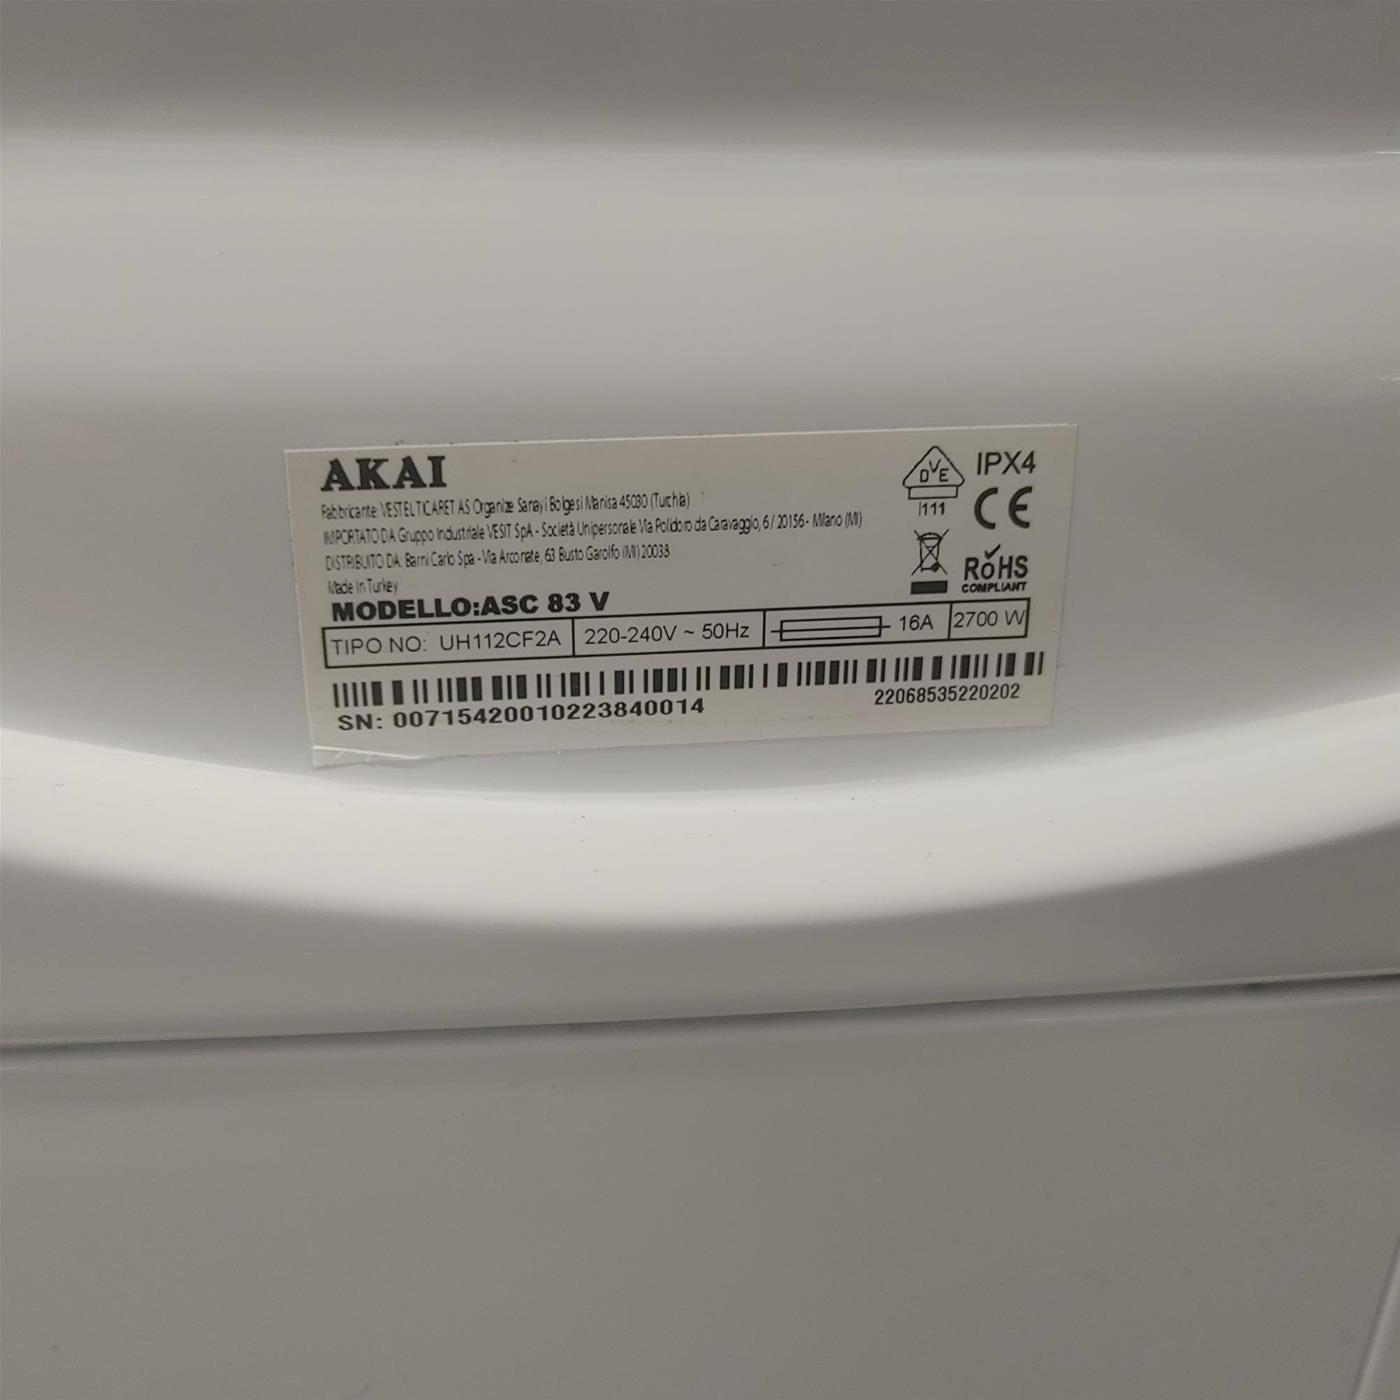 AKAI
Fabbricante: VESTEL TICARET AS Organize Sanayi Bolgesi Manisa 45030 (Turchia)
IMPORTATO DA Gruppo Industriale VESIT SpA - Società Unipersonale Via Polidoro da Caravaggio, 6 / 20156 - Milano (MI)
DISTRIBUITO DA: Barni Carlo Spa - Via Arconate, 63 Busto Garolfo (MI) 20038
Made In Turkey
DVE
111
IPX4
CE
RoHS
COMPLIANT
MODELLO:ASC 83 V
TIPO NO: UH112CF2A 220-240V ~ 50Hz 16A 2700 W
SN: 00715420010223840014 22068535220202